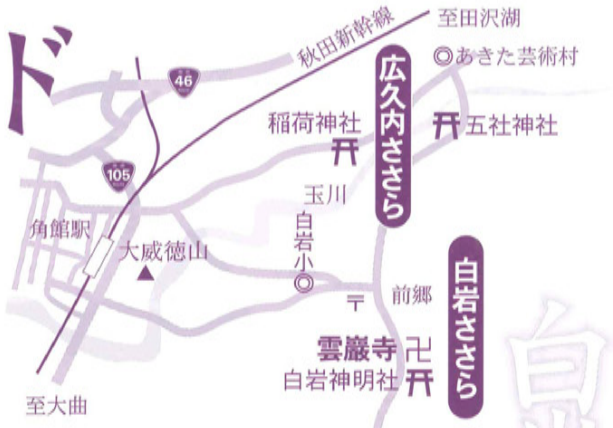 ド
至田沢湖
秋田新幹線
あきた芸術村
46
広久内ささら
稲荷神社
五社神社
105
玉川
角館駅
大威徳山
白岩小
前郷
〒
白岩ささら
雲巌寺
卍
白岩神明社
至大曲
白岩